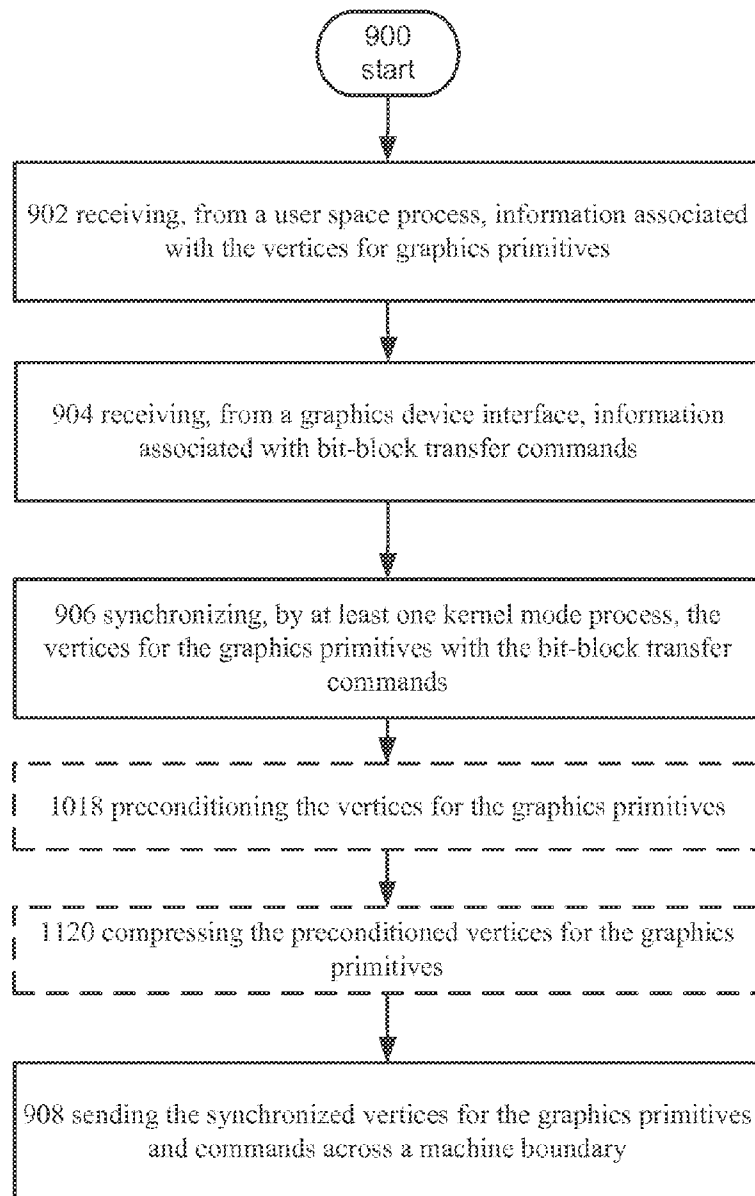 900
start
902 receiving, from a user space process, information associated
with the vertices for graphics primitives
904 receiving, from a graphics device interface, information
associated with bit-block transfer commands
906 synchronizing, by at least one kernel mode process, the
vertices for the graphics primitives with the bit-block transfer
commands
1018 preconditioning the vertices for the graphics primitives
1120 compressing the preconditioned vertices for the graphics
primitives
908 sending the synchronized vertices for the graphics primitives
and commands across a machine boundary